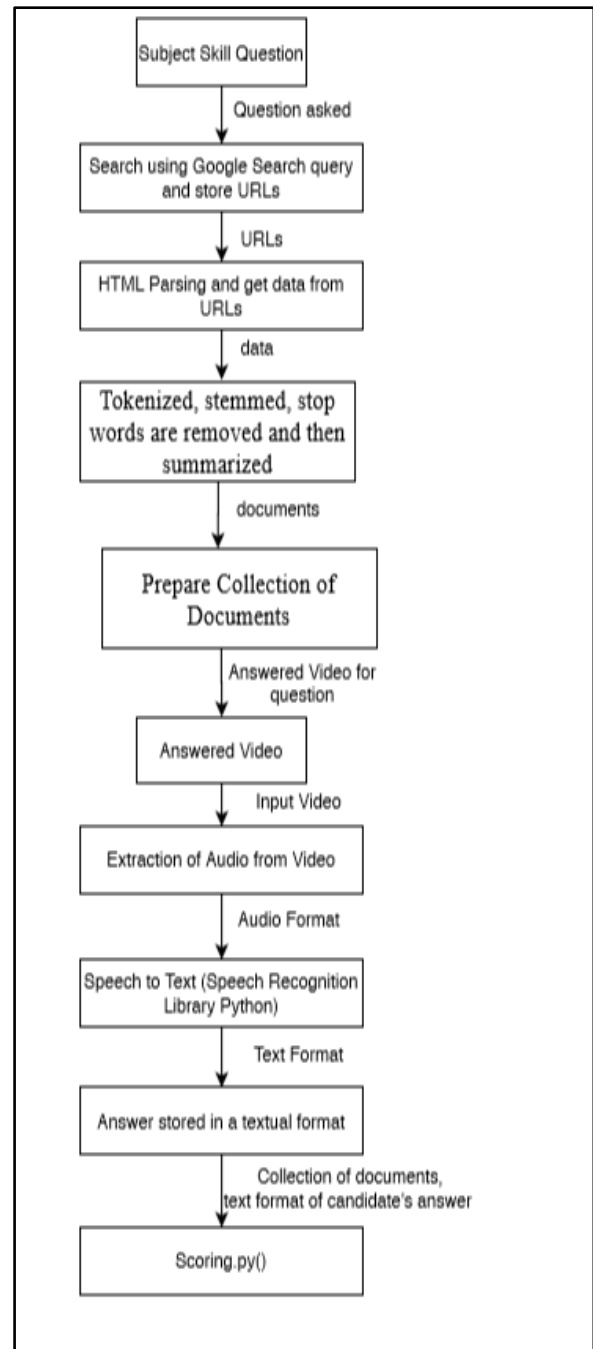 Subject Skill Question
Question asked
Search using Google Search query
and store URLs
URLs
HTML Parsing and get data from
URLs
data
Tokenized, stemmed, stop
words are removed and then
summarized
documents
Prepare Collection of
Documents
Answered Video for
question
Answered Video
Input Video
Extraction of Audio from Video
Audio Format
Speech to Text (Speech Recognition
Library Python)
Text Format
Answer stored in a textual format
Collection of documents,
text format of candidate's answer
Scoring.py()